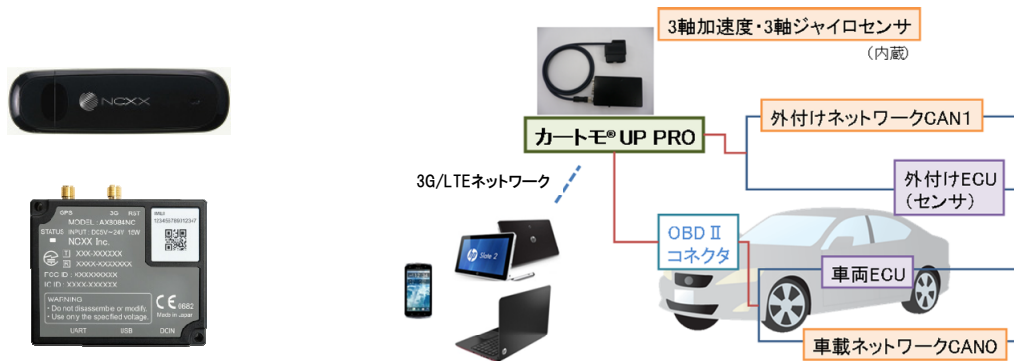 NCXX
GPS 3G RST
MODEL: AX8084NC
STATUS INPUT: DC5V~24V 15W
NCXX Inc.
XXX-XXXXXX
XXXX-XXXXXXX
FCC ID : XXXXXXXXX
IC ID : XXXX-XXXXXX
WARNING
・Do not disassemble or modify.
・Use only the specified voltage.
CE 0682
Made in Japan
UART USB DCIN
3軸加速度・3軸ジャイロセンサ
(内蔵)
カートモ® UP PRO
3G/LTEネットワーク
外付けネットワークCAN1
外付けECU
(センサ)
OBD Ⅱ
コネクタ
車両ECU
車載ネットワークCAN0
Slate 2